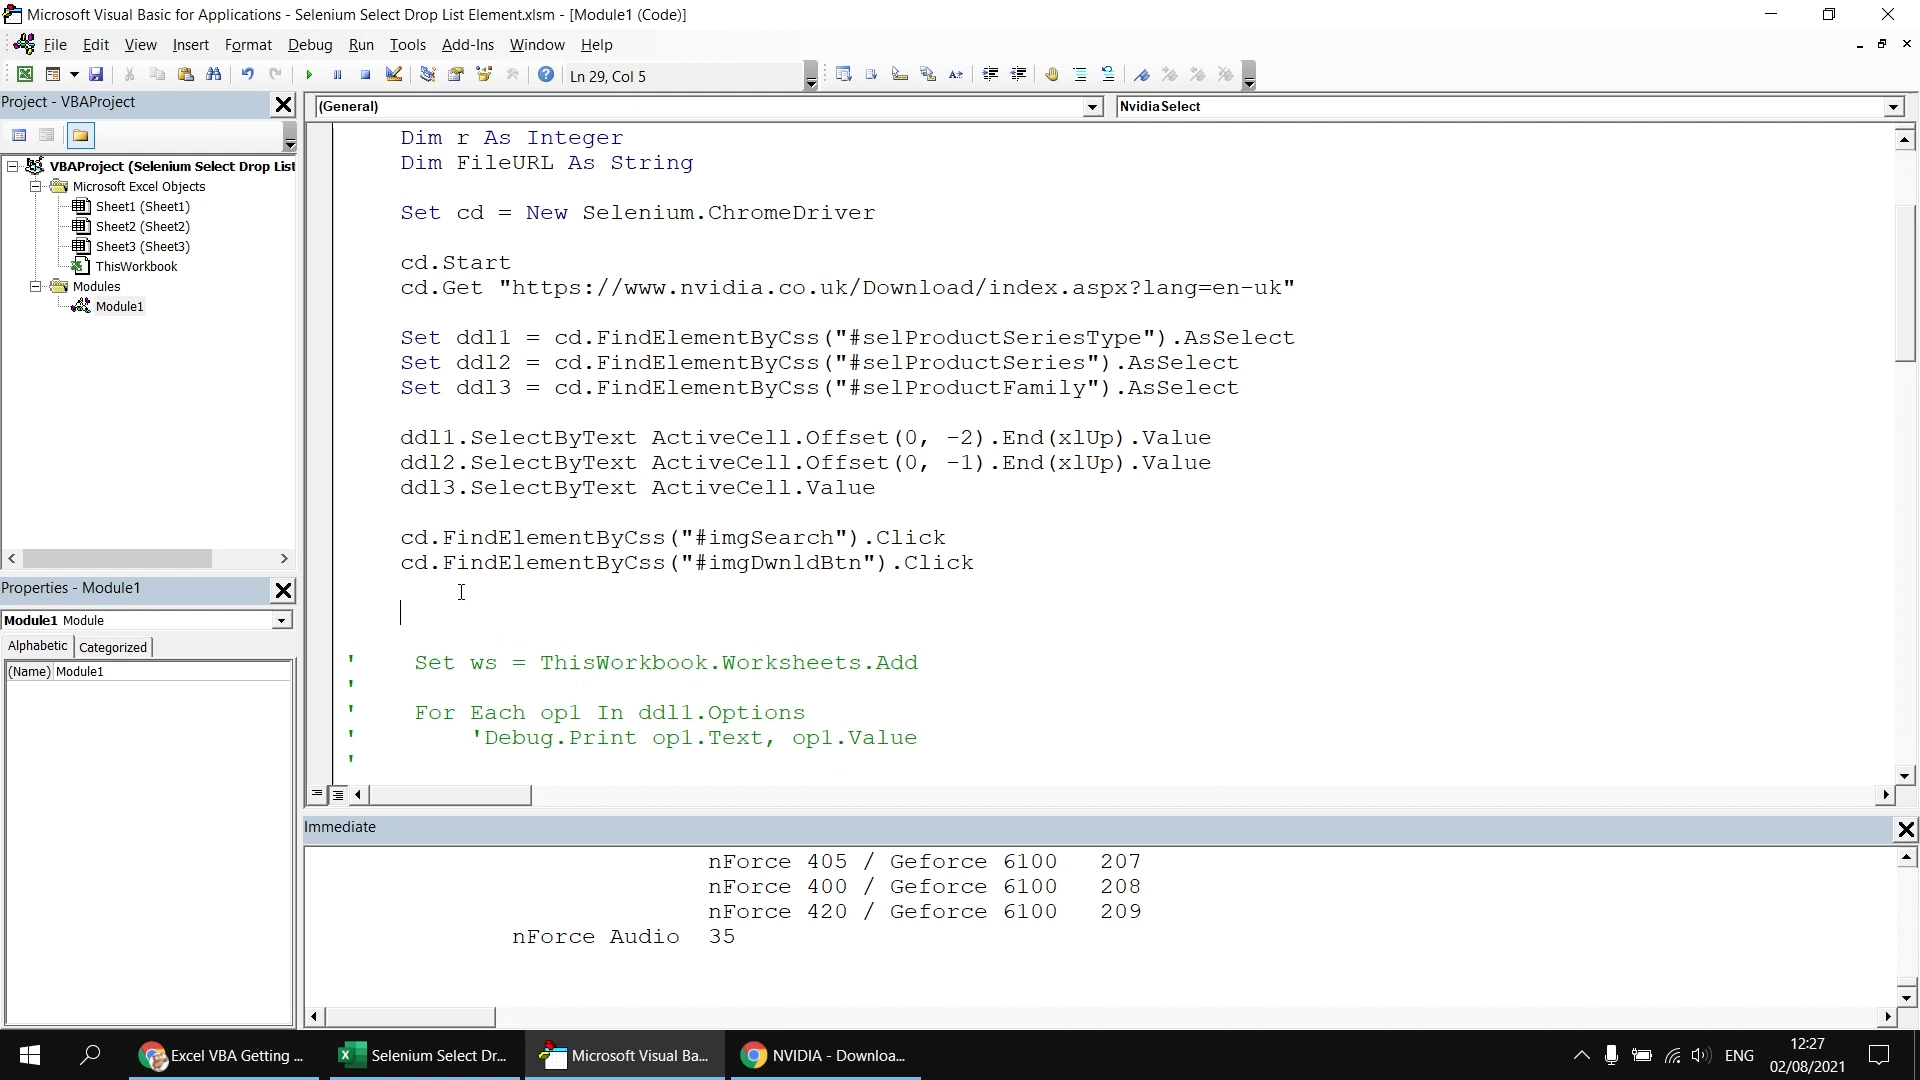 Microsoft Visual Basic for Applications - Selenium Select Drop List Element.xlsm - [Module1 (Code)]
File Edit View Insert Format Debug Run Tools Add-Ins Window Help
Ln 29, Col 5
Project - VBAProject
(General)
NvidiaSelect
VBAProject (Selenium Select Drop List
Microsoft Excel Objects
Sheet1 (Sheet1)
Sheet2 (Sheet2)
Sheet3 (Sheet3)
ThisWorkbook
Modules
Module1
Properties - Module1
Module1 Module
Alphabetic Categorized
(Name) Module1
Dim r As Integer
Dim FileURL As String
Set cd = New Selenium.ChromeDriver
cd.Start
cd.Get "https://www.nvidia.co.uk/Download/index.aspx?lang=en-uk"
Set ddl1 = cd.FindElementByCss("#selProductSeriesType").AsSelect
Set ddl2 = cd.FindElementByCss("#selProductSeries").AsSelect
Set ddl3 = cd.FindElementByCss("#selProductFamily").AsSelect
ddl1.SelectByText ActiveCell.Offset(0, -2).End(xlUp).Value
ddl2.SelectByText ActiveCell.Offset(0, -1).End(xlUp).Value
ddl3.SelectByText ActiveCell.Value
cd.FindElementByCss("#imgSearch").Click
cd.FindElementByCss("#imgDwnldBtn").Click
' Set ws = ThisWorkbook.Worksheets.Add
'
' For Each op1 In ddl1.Options
' 'Debug.Print op1.Text, op1.Value
'
Immediate
nForce 405 / Geforce 6100 207
nForce 400 / Geforce 6100 208
nForce 420 / Geforce 6100 209
nForce Audio 35
Excel VBA Getting ...
Selenium Select Dr...
Microsoft Visual Ba...
NVIDIA - Downloa...
ENG
12:27
02/08/2021